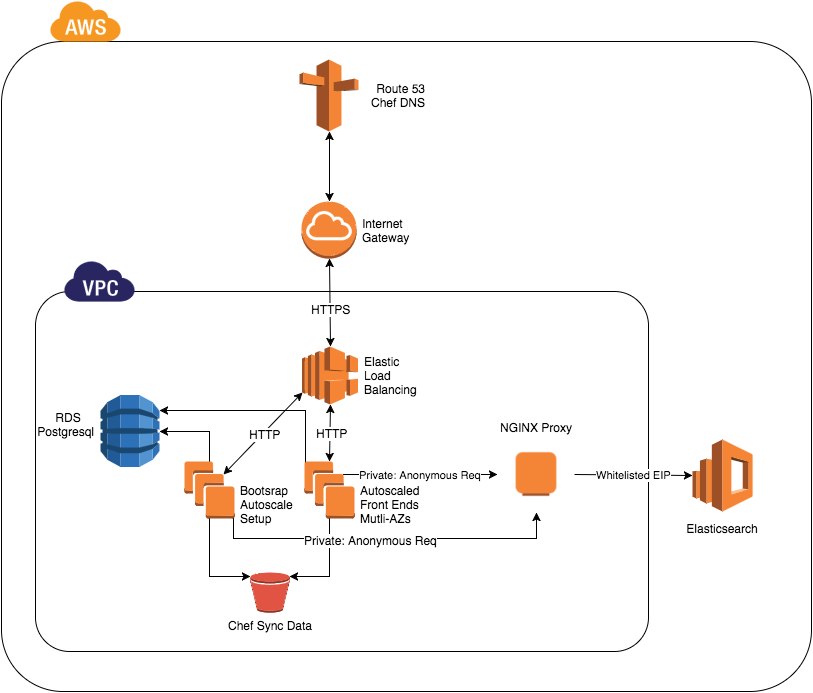 AWS
Route 53
Chef DNS
Internet
Gateway
VPC
HTTPS
Elastic
Load
Balancing
RDS
Postgresql
HTTP
HTTP
NGINX Proxy
Private: Anonymous Req
Whitelisted EIP
Bootsrap
Autoscale
Setup
Autoscaled
Front Ends
Mutli-AZs
Elasticsearch
Private: Anonymous Req
Chef Sync Data